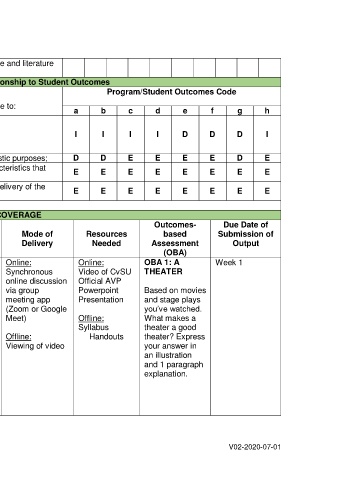 e and literature
onship to Student Outcomes
Program/Student Outcomes Code
e to:
a b c d e f g h
I I I I D D D I
stic purposes; D D E E E E D E
cteristics that E E E E E E E E
elivery of the E E E E E E E E
COVERAGE
Mode of Delivery
Resources Needed
Outcomes-based Assessment (OBA)
Due Date of Submission of Output
Online:
Synchronous
online discussion
via group
meeting app
(Zoom or Google
Meet)
Offline:
Viewing of video
Online:
Video of CvSU
Official AVP
Powerpoint
Presentation
Offline:
Syllabus
Handouts
OBA 1: A
THEATER
Based on movies
and stage plays
you've watched.
What makes a
theater a good
theater? Express
your answer in
an illustration
and 1 paragraph
explanation.
Week 1
V02-2020-07-01